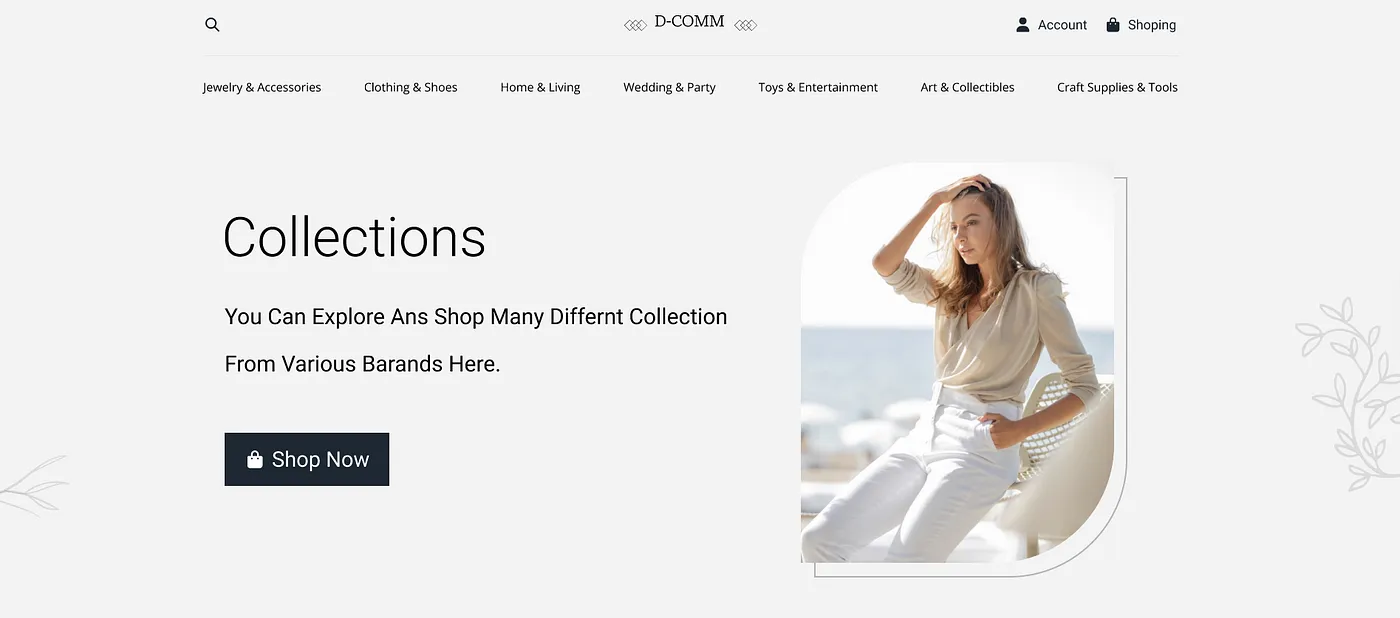 D-COMM
Account
Shoping
Jewelry & Accessories
Clothing & Shoes
Home & Living
Wedding & Party
Toys & Entertainment
Art & Collectibles
Craft Supplies & Tools
Collections
You Can Explore Ans Shop Many Differnt Collection
From Various Barands Here.
Shop Now